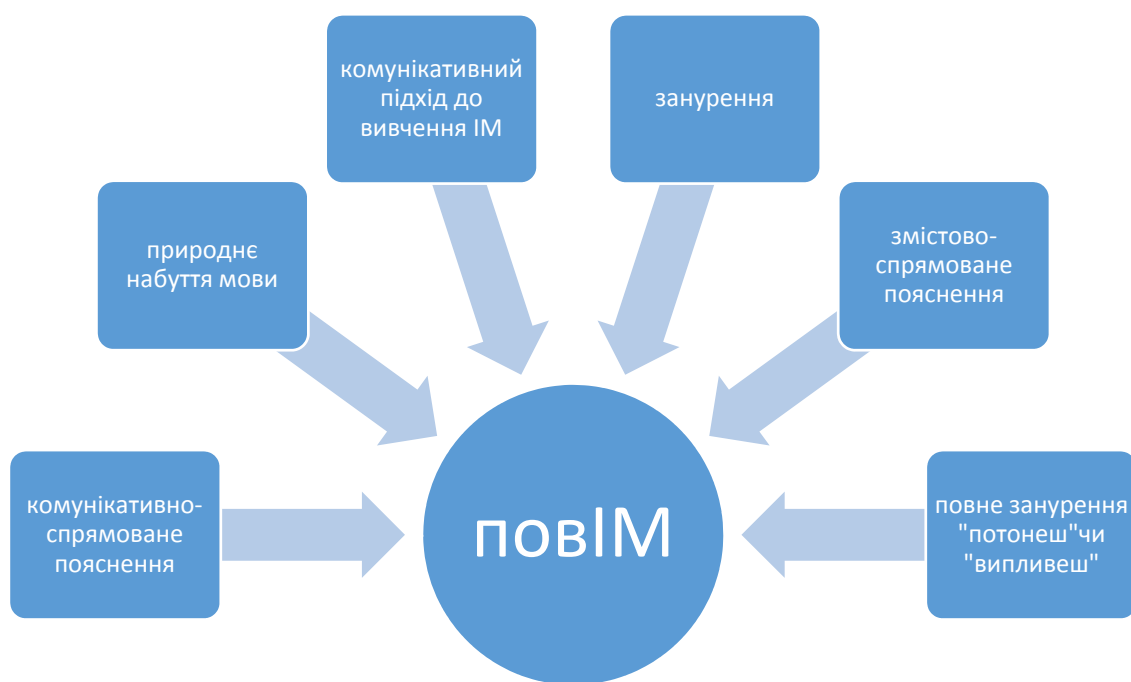 комунікативний
підхід до
вивчення ІМ
занурення
природнє
набуття мови
змістово-
спрямоване
пояснення
комунікативно-
спрямоване
пояснення
повІМ
повне занурення
"потонеш"чи
"випливеш"